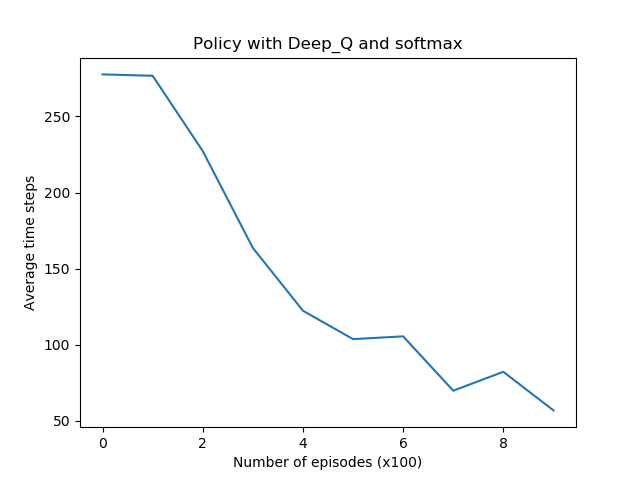 Policy with Deep_Q and softmax
250
200
150
100
50
Average time steps
0 2 4 6 8
Number of episodes (x100)